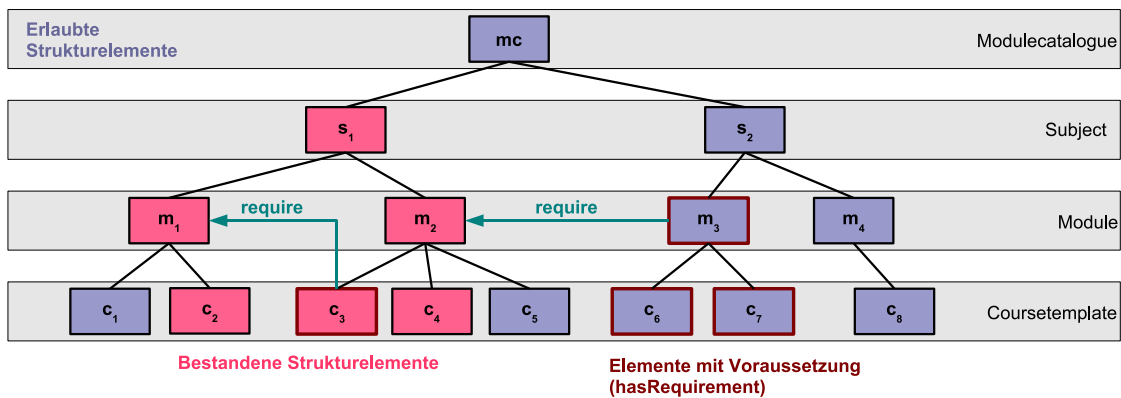 Erlaubte
Strukturelemente
mc
Modulecatalogue
s₁
s₂
Subject
m₁
require
m₂
require
m₃
m₄
Module
c₁
c₂
c₃
c₄
c₅
c₆
c₇
c₈
Coursetemplate
Bestandene Strukturelemente
Elemente mit Voraussetzung
(hasRequirement)